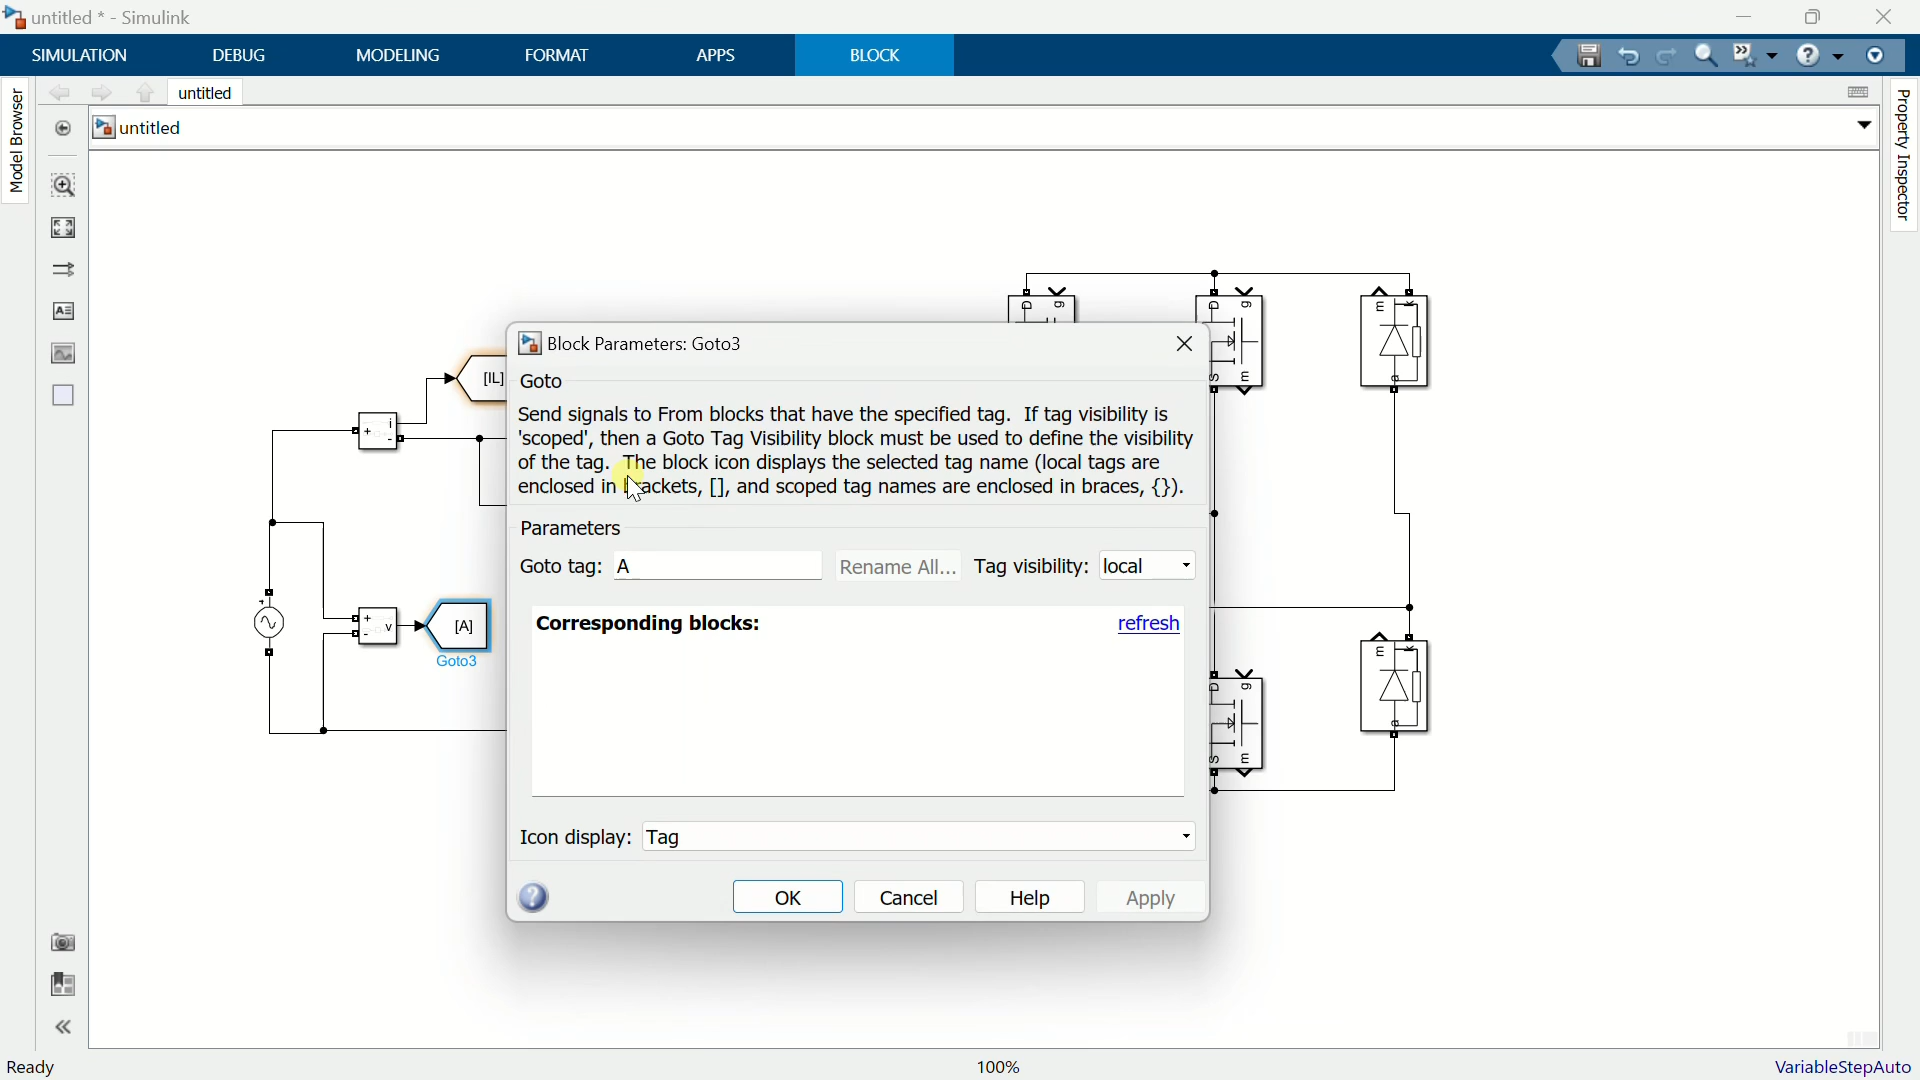 untitled * - Simulink
SIMULATION DEBUG MODELING FORMAT APPS BLOCK
Model Browser
untitled
untitled
Property Inspector
D g D g m k
Block Parameters: Goto3
Goto
[IL]
Send signals to From blocks that have the specified tag. If tag visibility is
'scoped', then a Goto Tag Visibility block must be used to define the visibility
of the tag. The block icon displays the selected tag name (local tags are
enclosed in brackets, [], and scoped tag names are enclosed in braces, {}).
S m a
i
+ -
Parameters
Goto tag: A Rename All... Tag visibility: local
Corresponding blocks: refresh
+ v -
[A]
Goto3
m k
D g
S m a
Icon display: Tag
OK Cancel Help Apply
Ready 100% VariableStepAuto